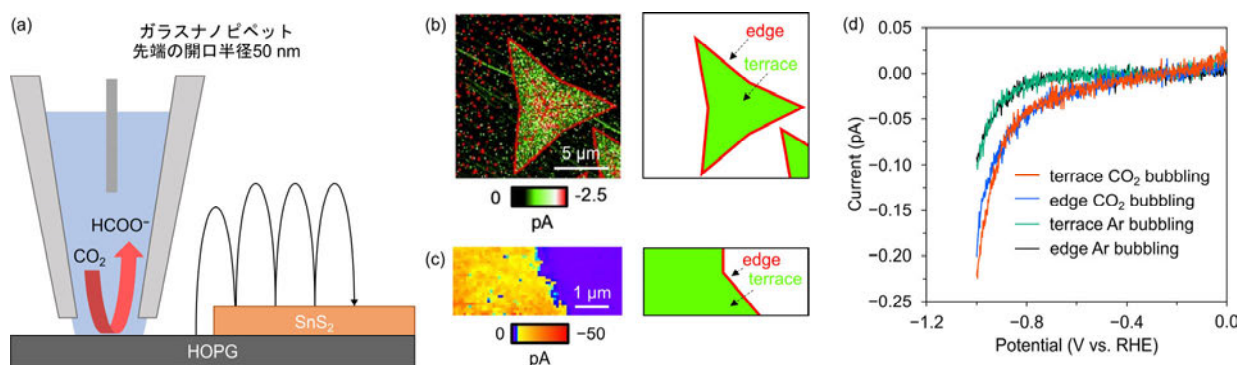 (a)
ガラスナノピペット
先端の開口半径50 nm
HCOO⁻
CO₂
SnS₂
HOPG
(b)
5 μm
0 −2.5
pA
edge
terrace
(c)
1 μm
0 −50
pA
edge
terrace
(d)
Current (pA)
0.05
0.00
−0.05
−0.10
−0.15
−0.20
−0.25
terrace CO₂ bubbling
edge CO₂ bubbling
terrace Ar bubbling
edge Ar bubbling
−1.2 −0.8 −0.4 0.0
Potential (V vs. RHE)